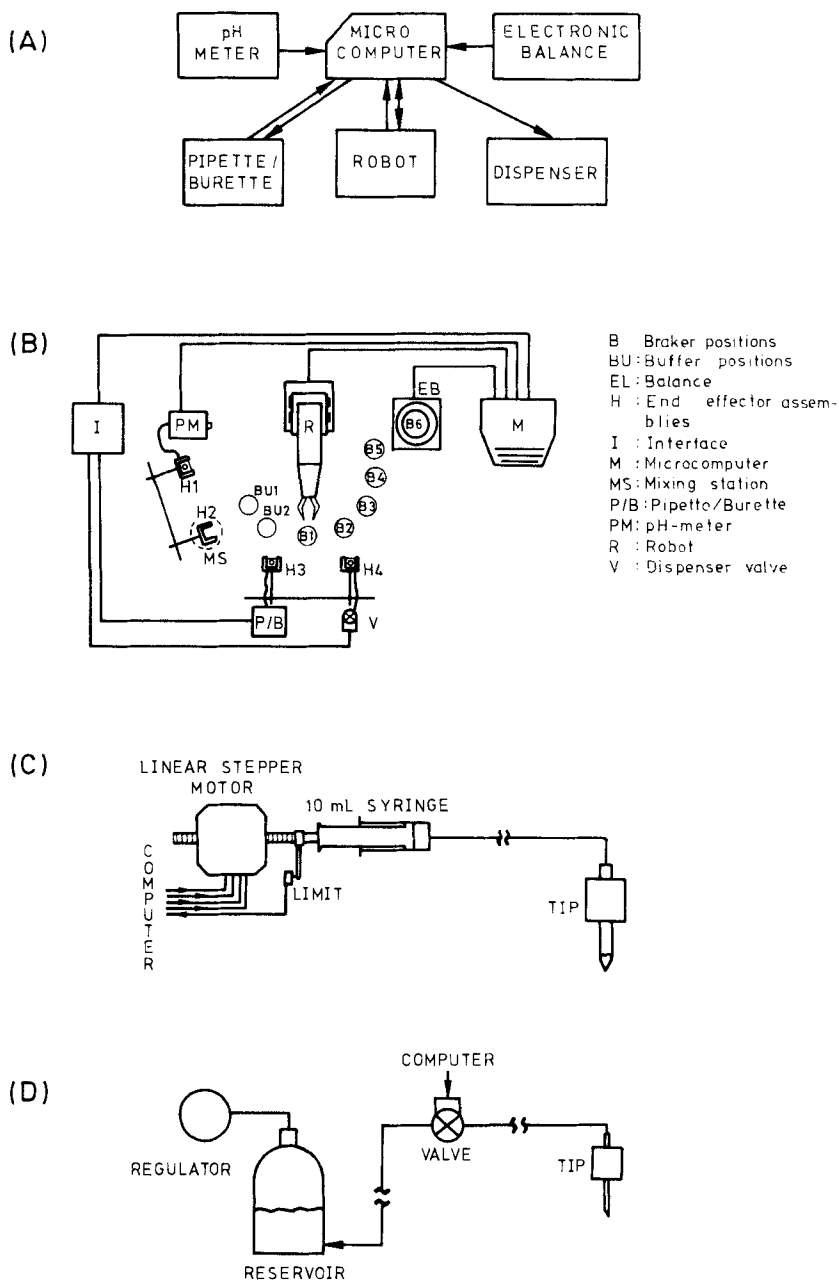 (A)
pH METER
MICRO COMPUTER
ELECTRONIC BALANCE
PIPETTE/ BURETTE
ROBOT
DISPENSER
(B)
I
PM
H1
H2
MS
BU1
BU2
R
B1
B2
B3
B4
B5
EB
B6
M
H3
H4
P/B
V
B Braker positions
BU: Buffer positions
EL: Balance
H : End effector assem-
blies
I : Interface
M : Microcomputer
MS: Mixing station
P/B: Pipetto/Burette
PM: pH-meter
R : Robot
V : Dispenser valve
(C)
LINEAR STEPPER
MOTOR
10 mL SYRINGE
COMPUTER
LIMIT
TIP
(D)
COMPUTER
REGULATOR
VALVE
TIP
RESERVOIR